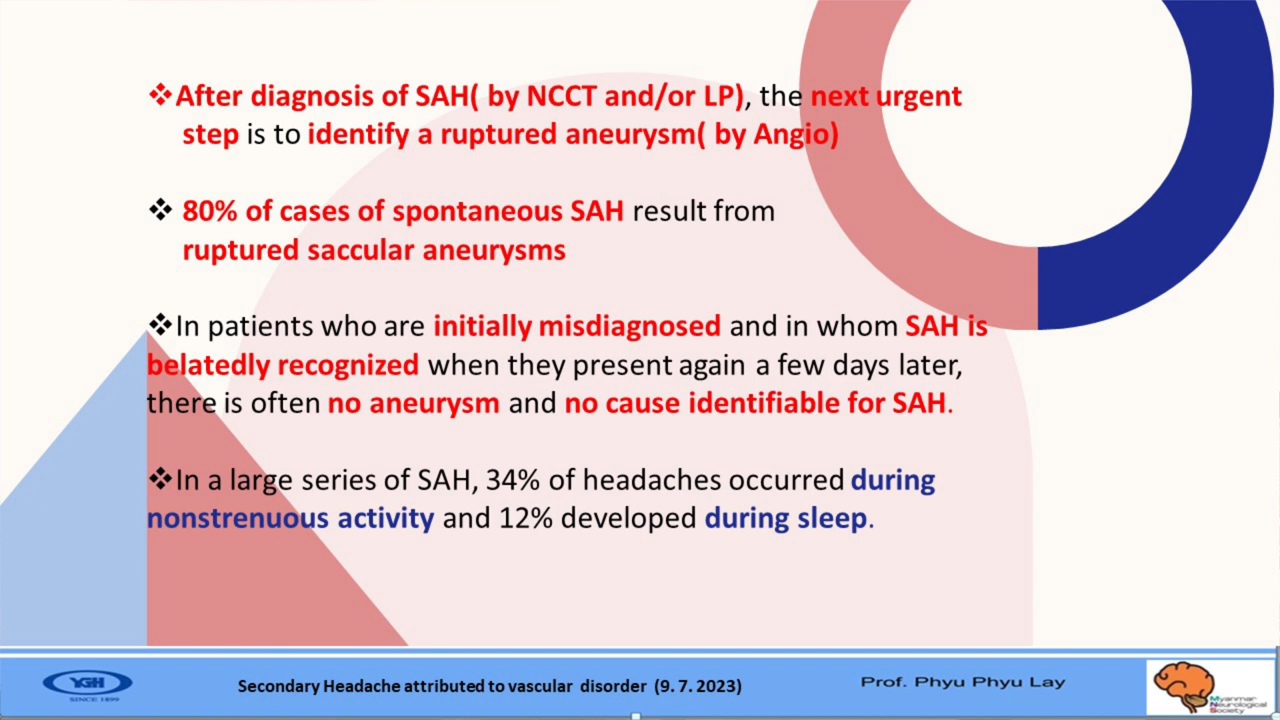 ❖After diagnosis of SAH( by NCCT and/or LP), the next urgent
step is to identify a ruptured aneurysm( by Angio)
❖ 80% of cases of spontaneous SAH result from
ruptured saccular aneurysms
❖In patients who are initially misdiagnosed and in whom SAH is
belatedly recognized when they present again a few days later,
there is often no aneurysm and no cause identifiable for SAH.
❖In a large series of SAH, 34% of headaches occurred during
nonstrenuous activity and 12% developed during sleep.
YGH
SINCE 1899
Secondary Headache attributed to vascular disorder (9. 7. 2023)
Prof. Phyu Phyu Lay
Myanmar
Neurological
Society